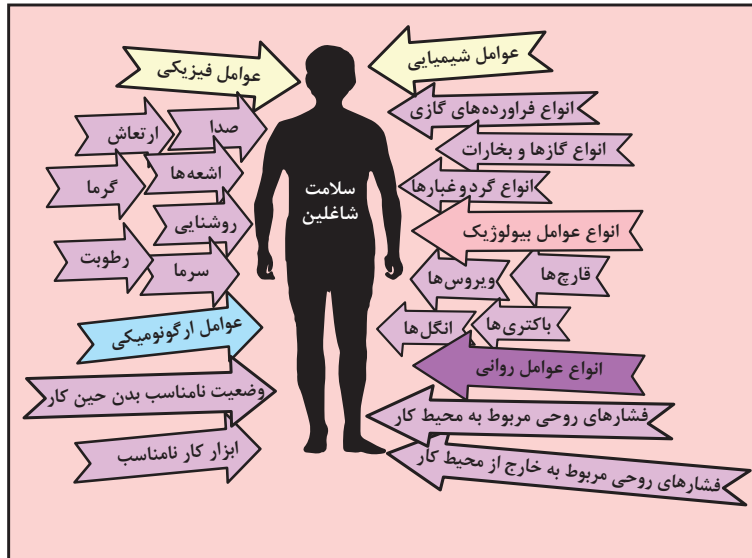 عوامل شیمیایی
انواع فراورده‌های گازی
انواع گازها و بخارات
انواع گردوغبارها
انواع عوامل بیولوژیک
قارچ‌ها
ویروس‌ها
باکتری‌ها
انگل‌ها
انواع عوامل روانی
فشارهای روحی مربوط به محیط کار
فشارهای روحی مربوط به خارج از محیط کار
سلامت
شاغلین
عوامل فیزیکی
صدا
ارتعاش
اشعه‌ها
گرما
روشنایی
رطوبت
سرما
عوامل ارگونومیکی
وضعیت نامناسب بدن حین کار
ابزار کار نامناسب